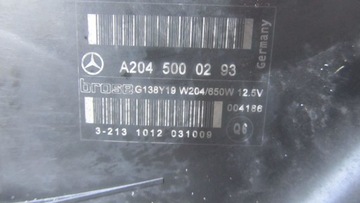 A204 500 02 93
Germany
brose G138Y19 W204/650W 12.5V
004186
3-213 1012 031009